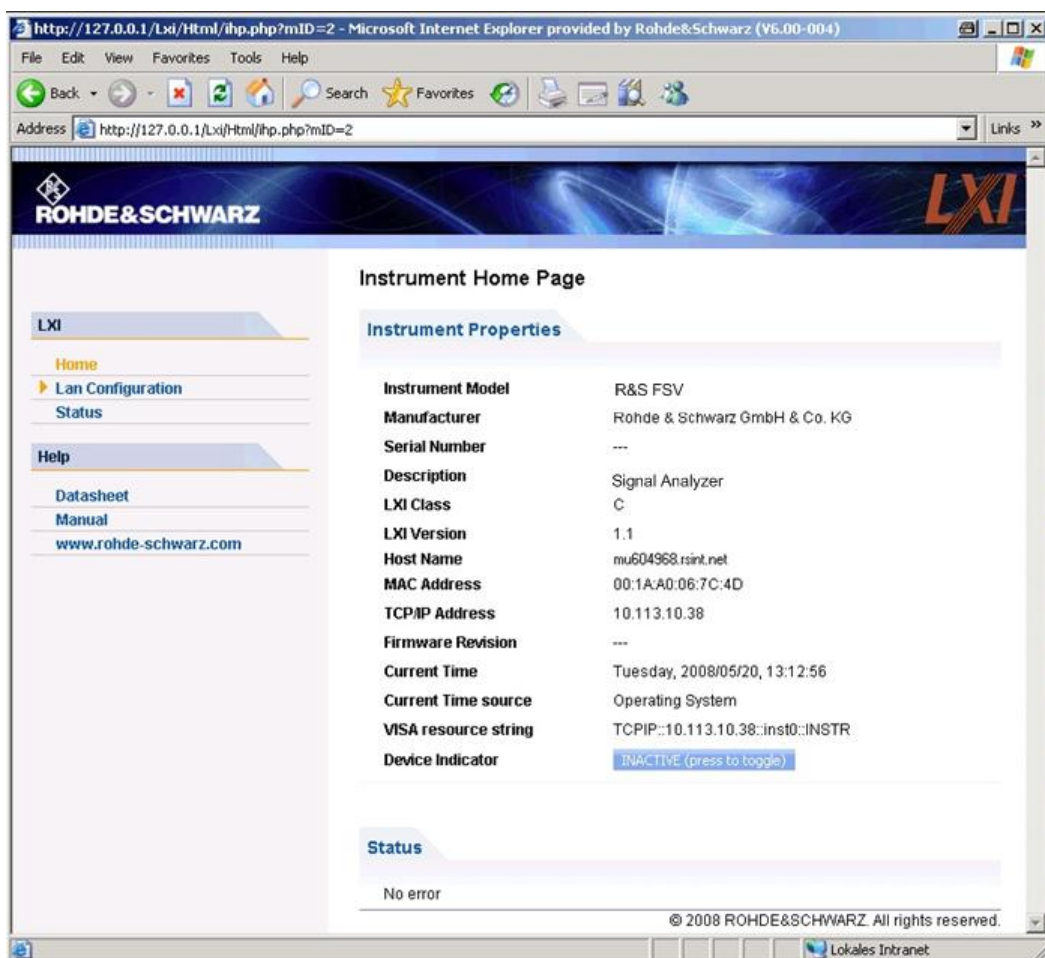 http://127.0.0.1/Lxi/Html/ihp.php?mID=2 - Microsoft Internet Explorer provided by Rohde&Schwarz (V6.00-004)
File Edit View Favorites Tools Help
Back Search Favorites
Address http://127.0.0.1/Lxi/Html/ihp.php?mID=2 Links »
ROHDE&SCHWARZ
LXI
Instrument Home Page
LXI
Home
Lan Configuration
Status
Help
Datasheet
Manual
www.rohde-schwarz.com
Instrument Properties
Instrument Model R&S FSV
Manufacturer Rohde & Schwarz GmbH & Co. KG
Serial Number ---
Description Signal Analyzer
LXI Class C
LXI Version 1.1
Host Name mu604968.rsint.net
MAC Address 00:1A:A0:06:7C:4D
TCP/IP Address 10.113.10.38
Firmware Revision ---
Current Time Tuesday, 2008/05/20, 13:12:56
Current Time source Operating System
VISA resource string TCPIP::10.113.10.38::inst0::INSTR
Device Indicator INACTIVE (press to toggle)
Status
No error
© 2008 ROHDE&SCHWARZ. All rights reserved.
Lokales Intranet